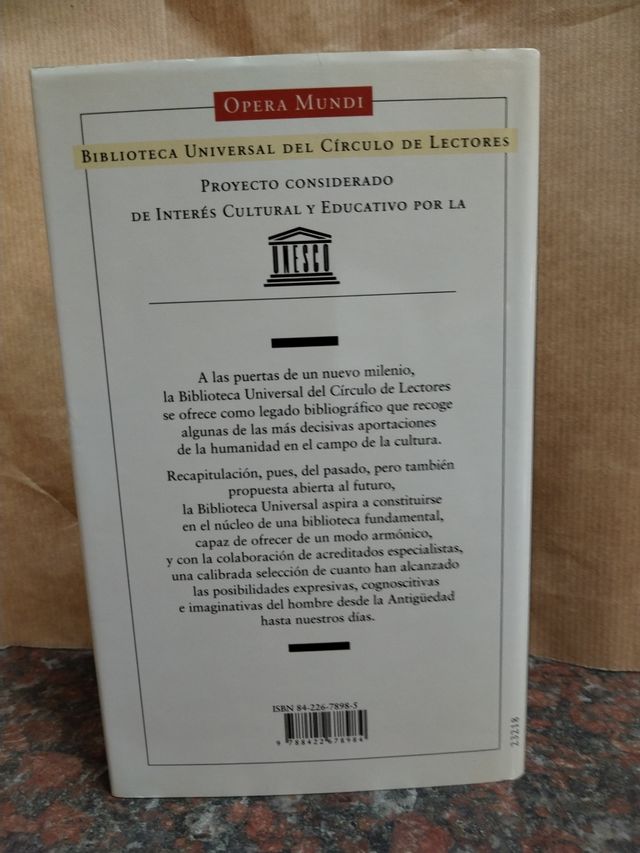 OPERA MUNDI
BIBLIOTECA UNIVERSAL DEL CÍRCULO DE LECTORES
PROYECTO CONSIDERADO
DE INTERÉS CULTURAL Y EDUCATIVO POR LA
UNESCO
A las puertas de un nuevo milenio,
la Biblioteca Universal del Círculo de Lectores
se ofrece como legado bibliográfico que recoge
algunas de las más decisivas aportaciones
de la humanidad en el campo de la cultura.
Recapitulación, pues, del pasado, pero también
propuesta abierta al futuro,
la Biblioteca Universal aspira a constituirse
en el núcleo de una biblioteca fundamental,
capaz de ofrecer de un modo armónico,
y con la colaboración de acreditados especialistas,
una calibrada selección de cuanto han alcanzado
las posibilidades expresivas, cognoscitivas
e imaginativas del hombre desde la Antigüedad
hasta nuestros días.
ISBN 84-226-7898-5
9 788422 678984
23218